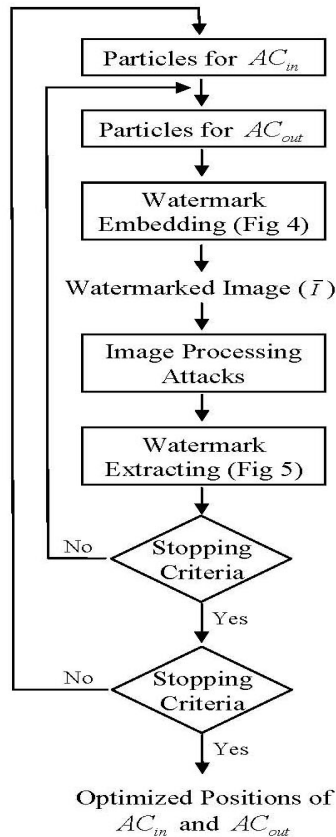 Particles for AC_in
Particles for AC_out
Watermark
Embedding (Fig 4)
Watermarked Image (Ī)
Image Processing
Attacks
Watermark
Extracting (Fig 5)
No
Stopping
Criteria
Yes
No
Stopping
Criteria
Yes
Optimized Positions of
AC_in and AC_out